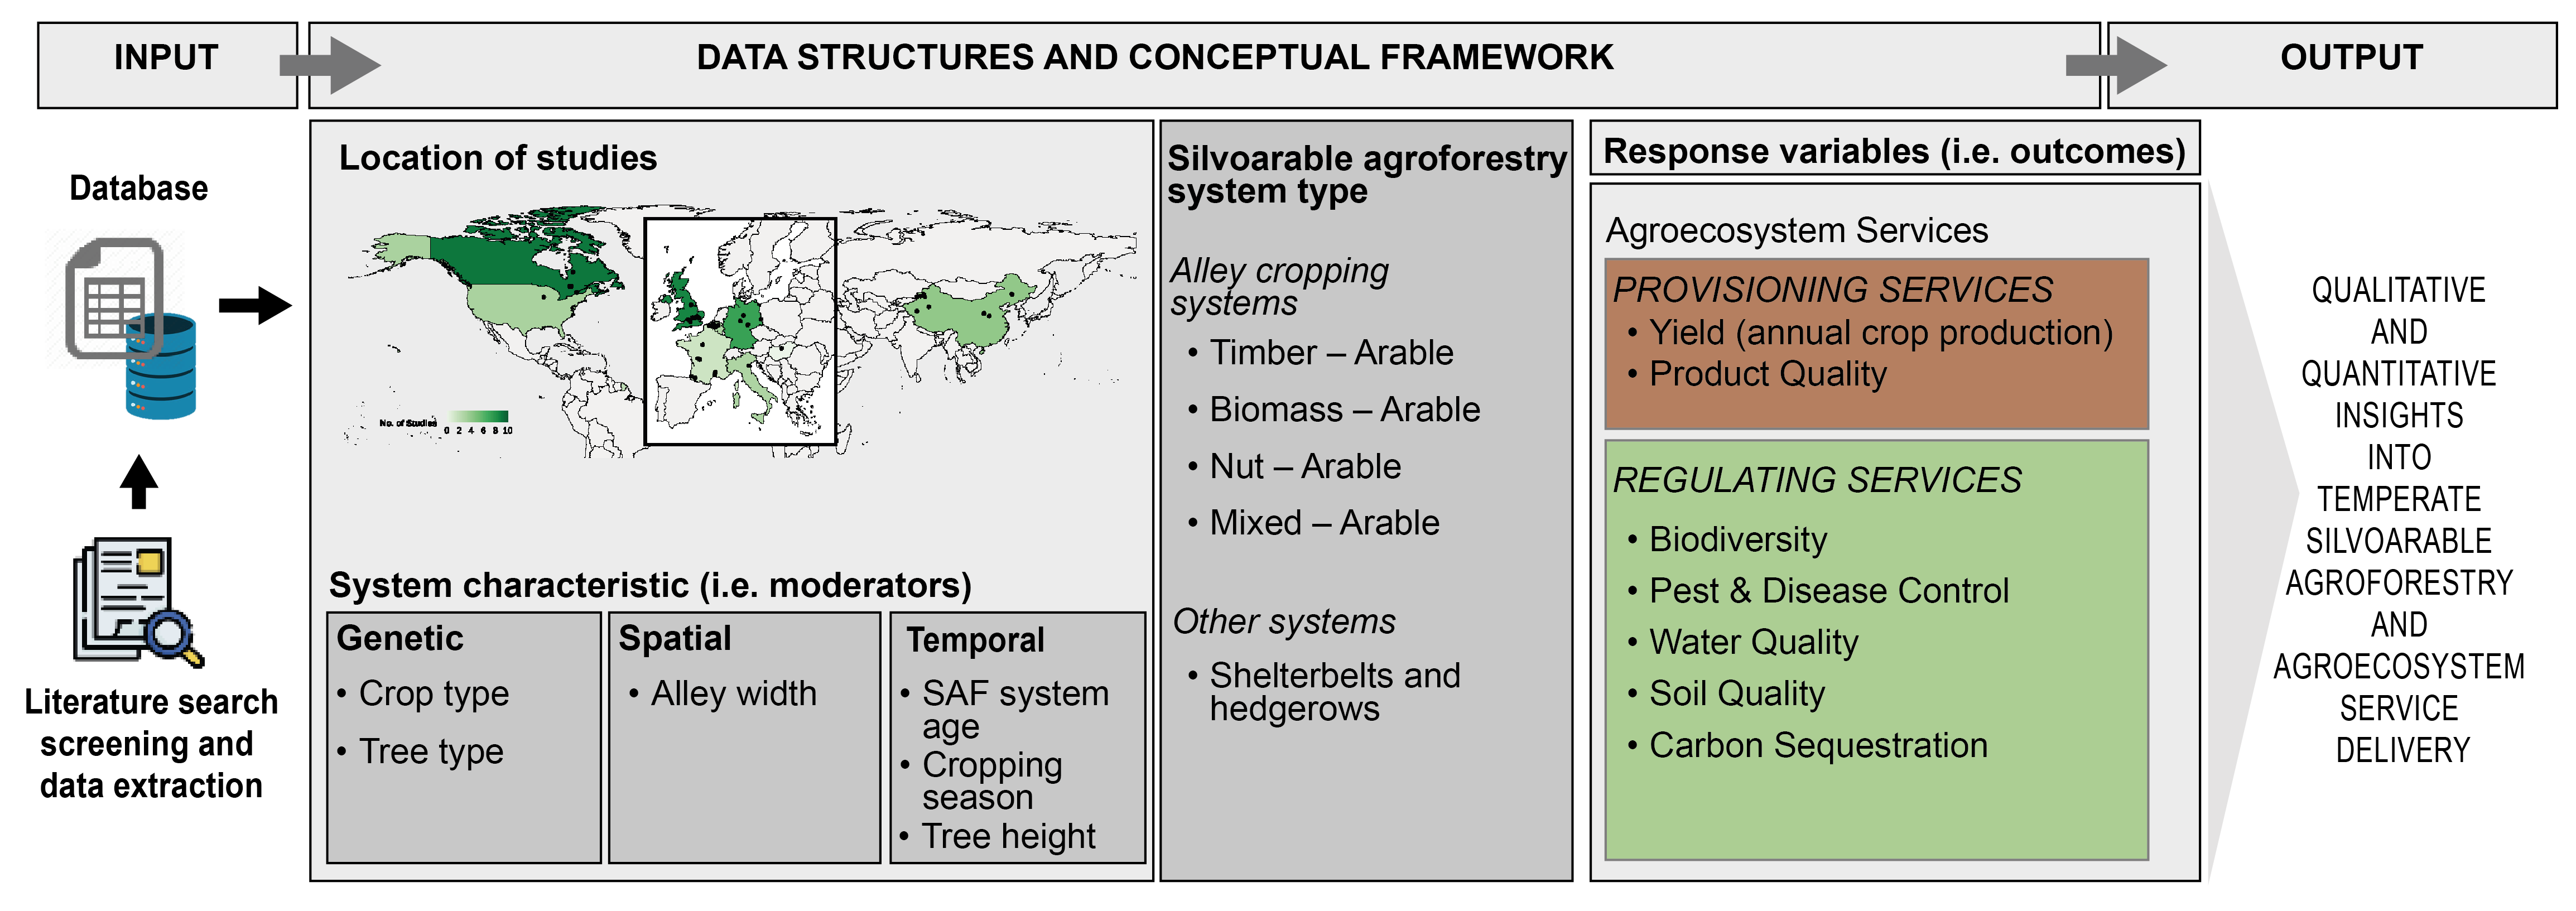 INPUT
DATA STRUCTURES AND CONCEPTUAL FRAMEWORK
OUTPUT
Database
Literature search
screening and
data extraction
Location of studies
No. of Studies
0 2 4 6 8 10
System characteristic (i.e. moderators)
Genetic
• Crop type
• Tree type
Spatial
• Alley width
Temporal
• SAF system
age
• Cropping
season
• Tree height
Silvoarable agroforestry
system type
Alley cropping
systems
• Timber – Arable
• Biomass – Arable
• Nut – Arable
• Mixed – Arable
Other systems
• Shelterbelts and
hedgerows
Response variables (i.e. outcomes)
Agroecosystem Services
PROVISIONING SERVICES
• Yield (annual crop production)
• Product Quality
REGULATING SERVICES
• Biodiversity
• Pest & Disease Control
• Water Quality
• Soil Quality
• Carbon Sequestration
QUALITATIVE
AND
QUANTITATIVE
INSIGHTS
INTO
TEMPERATE
SILVOARABLE
AGROFORESTRY
AND
AGROECOSYSTEM
SERVICE
DELIVERY